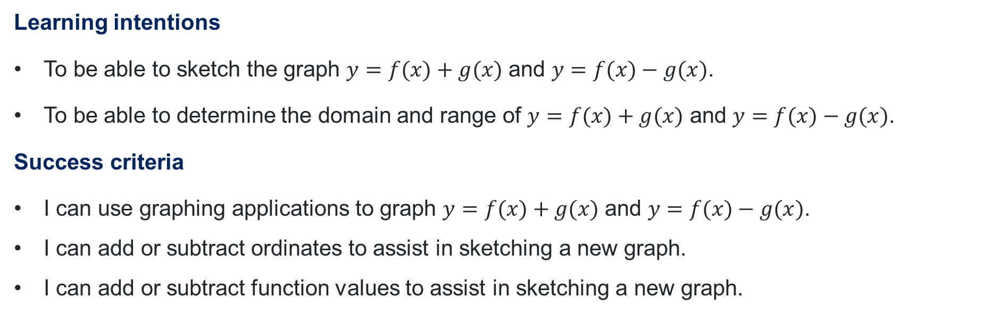 Learning intentions
• To be able to sketch the graph 𝑦 = 𝑓(𝑥) + 𝑔(𝑥) and 𝑦 = 𝑓(𝑥) − 𝑔(𝑥).
• To be able to determine the domain and range of 𝑦 = 𝑓(𝑥) + 𝑔(𝑥) and 𝑦 = 𝑓(𝑥) − 𝑔(𝑥).
Success criteria
• I can use graphing applications to graph 𝑦 = 𝑓(𝑥) + 𝑔(𝑥) and 𝑦 = 𝑓(𝑥) − 𝑔(𝑥).
• I can add or subtract ordinates to assist in sketching a new graph.
• I can add or subtract function values to assist in sketching a new graph.